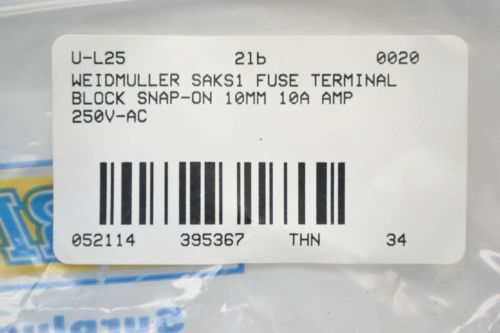 U-L25 21b 0020
WEIDMULLER SAKS1 FUSE TERMINAL
BLOCK SNAP-ON 10MM 10A AMP
250V-AC
052114 395367 THN 34